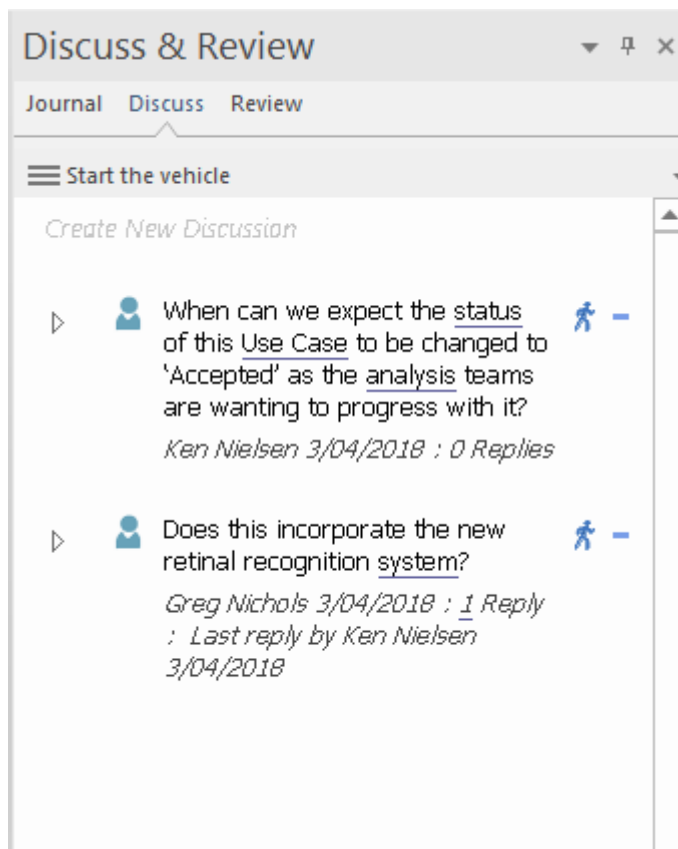 Discuss & Review
Journal Discuss Review
Start the vehicle
Create New Discussion
When can we expect the status
of this Use Case to be changed to
'Accepted' as the analysis teams
are wanting to progress with it?
Ken Nielsen 3/04/2018 : 0 Replies
Does this incorporate the new
retinal recognition system?
Greg Nichols 3/04/2018 : 1 Reply
: Last reply by Ken Nielsen
3/04/2018